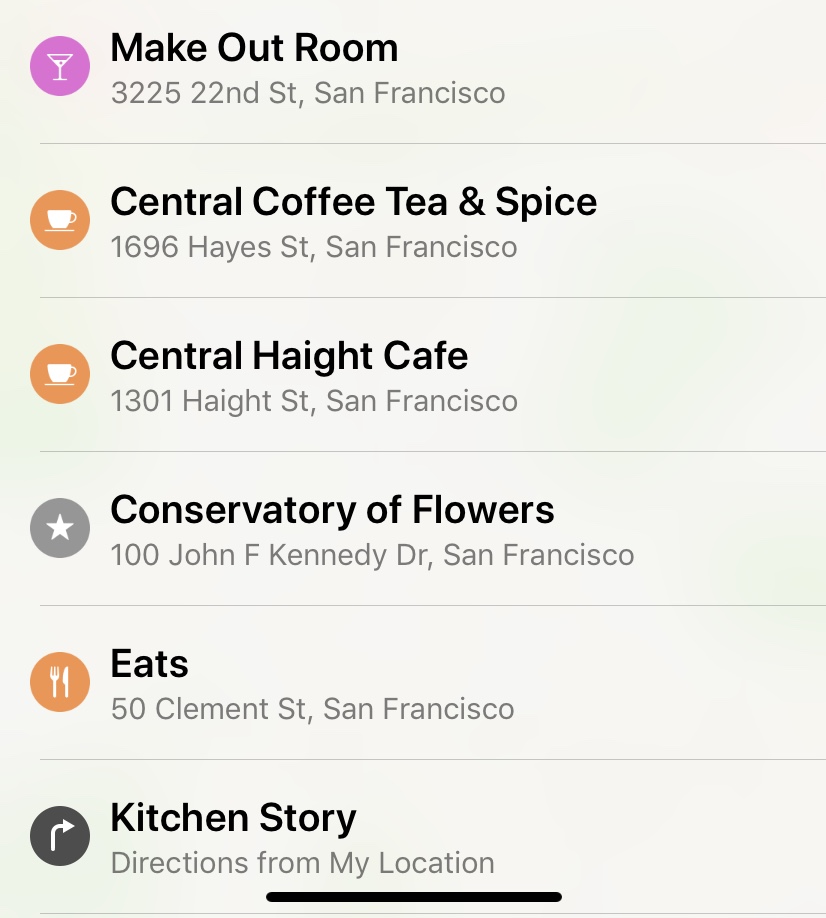 Make Out Room
3225 22nd St, San Francisco
Central Coffee Tea & Spice
1696 Hayes St, San Francisco
Central Haight Cafe
1301 Haight St, San Francisco
Conservatory of Flowers
100 John F Kennedy Dr, San Francisco
Eats
50 Clement St, San Francisco
Kitchen Story
Directions from My Location